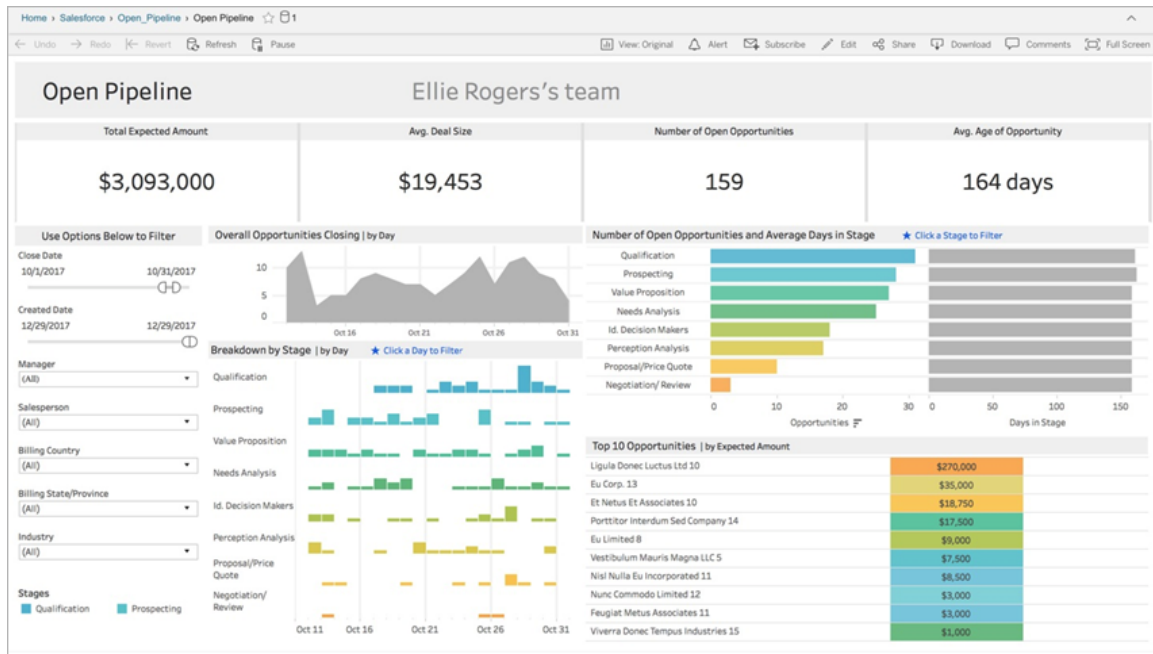 Home › Salesforce › Open_Pipeline › Open Pipeline 1
Undo Redo Revert Refresh Pause View: Original Alert Subscribe Edit Share Download Comments Full Screen
Open Pipeline Ellie Rogers's team
Total Expected Amount Avg. Deal Size Number of Open Opportunities Avg. Age of Opportunity
$3,093,000 $19,453 159 164 days
Use Options Below to Filter
Close Date
10/1/2017 10/31/2017
Created Date
12/29/2017 12/29/2017
Manager
(All)
Salesperson
(All)
Billing Country
(All)
Billing State/Province
(All)
Industry
(All)
Stages
Qualification Prospecting
Overall Opportunities Closing | by Day
10
5
0
Oct 16 Oct 21 Oct 26 Oct 31
Breakdown by Stage | by Day ★ Click a Day to Filter
Qualification
Prospecting
Value Proposition
Needs Analysis
Id. Decision Makers
Perception Analysis
Proposal/Price
Quote
Negotiation/
Review
Oct 11 Oct 16 Oct 21 Oct 26 Oct 31
Number of Open Opportunities and Average Days in Stage ★ Click a Stage to Filter
Qualification
Prospecting
Value Proposition
Needs Analysis
Id. Decision Makers
Perception Analysis
Proposal/Price Quote
Negotiation/ Review
0 10 20 30 0 50 100 150
Opportunities Days in Stage
Top 10 Opportunities | by Expected Amount
Ligula Donec Luctus Ltd 10 $270,000
Eu Corp. 13 $35,000
Et Netus Et Associates 10 $18,750
Porttitor Interdum Sed Company 14 $17,500
Eu Limited 8 $9,000
Vestibulum Mauris Magna LLC 5 $7,500
Nisl Nulla Eu Incorporated 11 $8,500
Nunc Commodo Limited 12 $3,000
Feugiat Metus Associates 11 $3,000
Viverra Donec Tempus Industries 15 $1,000